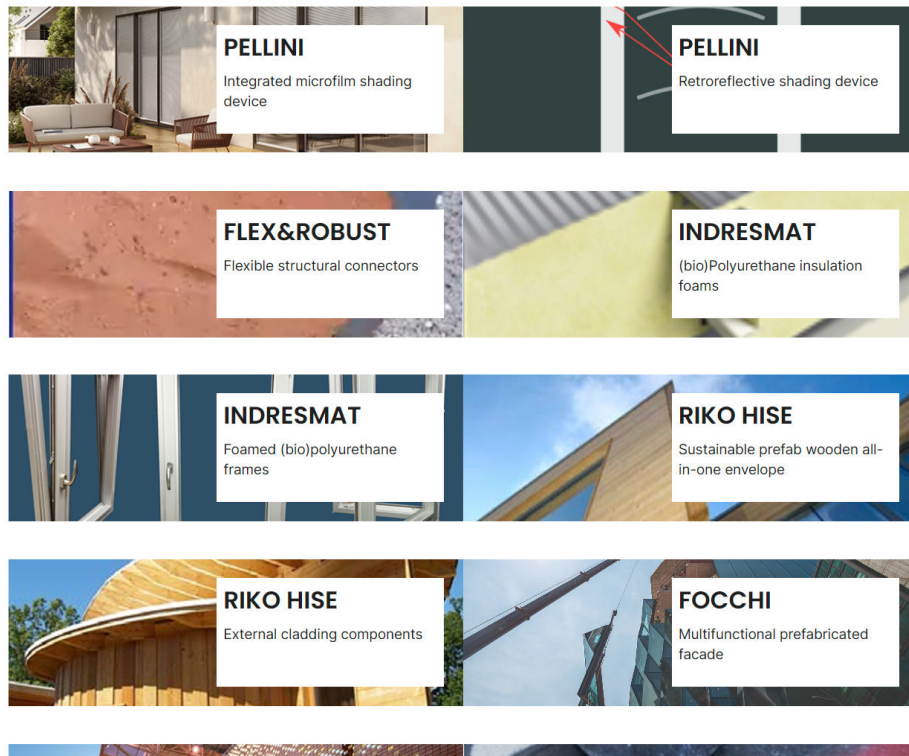 PELLINI
Integrated microfilm shading
device
PELLINI
Retroreflective shading device
FLEX&ROBUST
Flexible structural connectors
INDRESMAT
(bio)Polyurethane insulation
foams
INDRESMAT
Foamed (bio)polyurethane
frames
RIKO HISE
Sustainable prefab wooden all-
in-one envelope
RIKO HISE
External cladding components
FOCCHI
Multifunctional prefabricated
facade